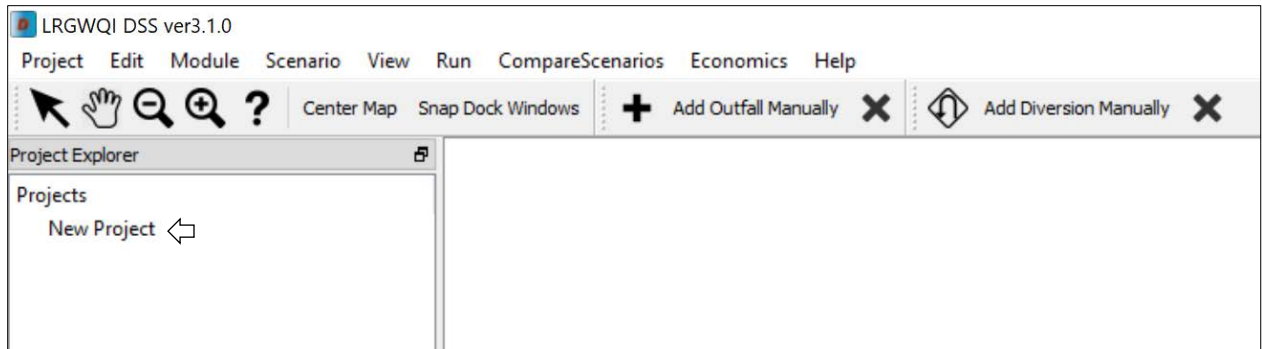 LRGWQI DSS ver3.1.0
Project Edit Module Scenario View Run CompareScenarios Economics Help
? Center Map Snap Dock Windows Add Outfall Manually Add Diversion Manually
Project Explorer
Projects
New Project